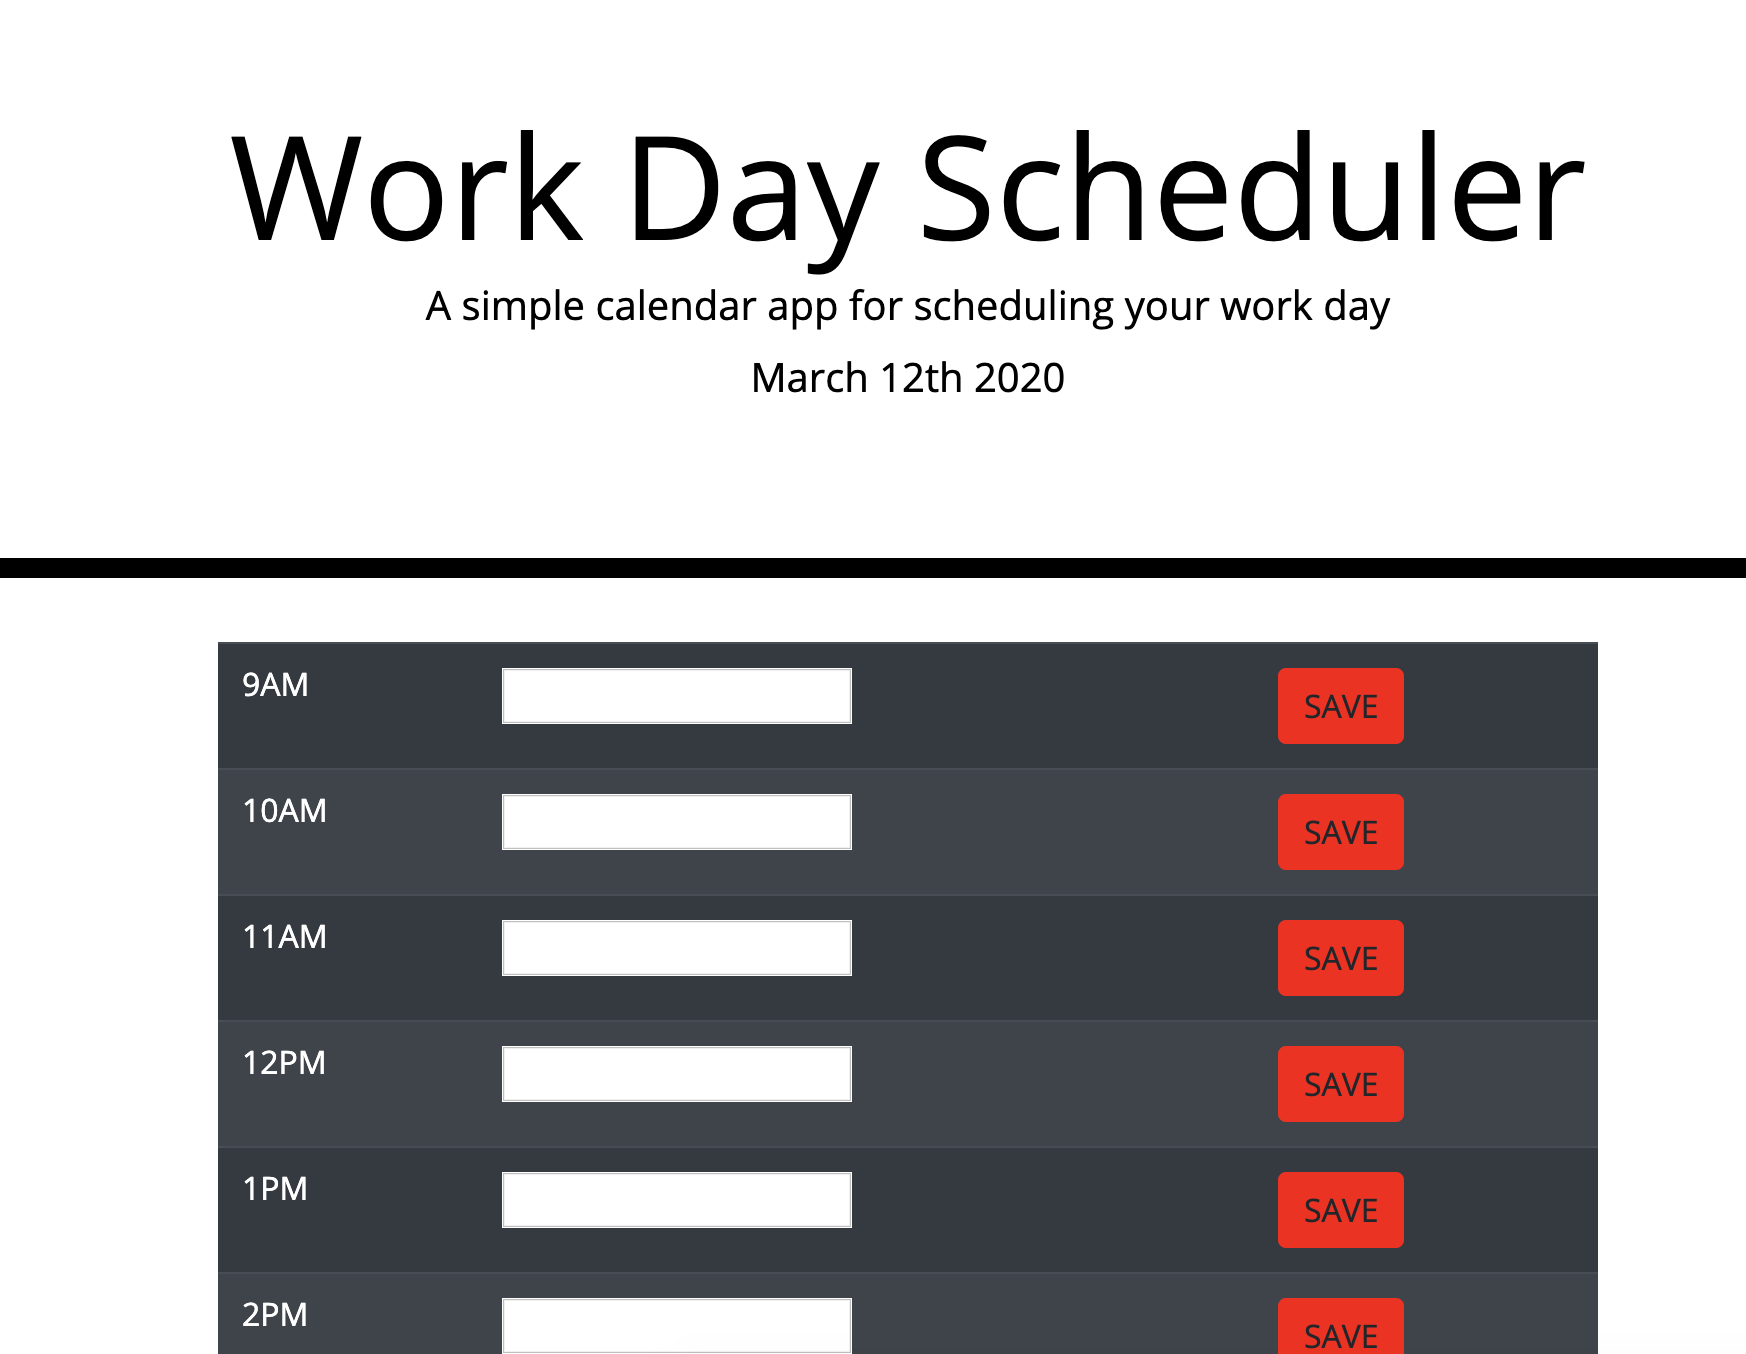 Work Day Scheduler
A simple calendar app for scheduling your work day
March 12th 2020
9AM SAVE
10AM SAVE
11AM SAVE
12PM SAVE
1PM SAVE
2PM SAVE